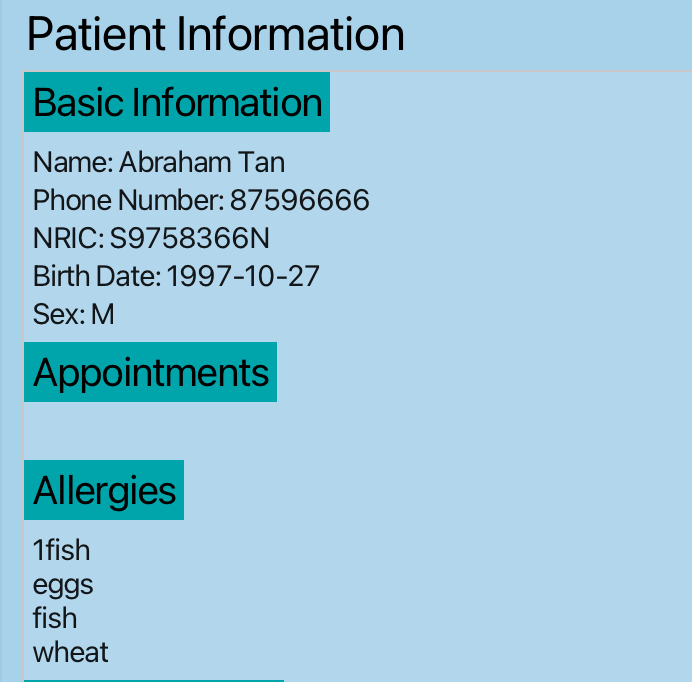 Patient Information
Basic Information
Name: Abraham Tan
Phone Number: 87596666
NRIC: S9758366N
Birth Date: 1997-10-27
Sex: M
Appointments
Allergies
1fish
eggs
fish
wheat